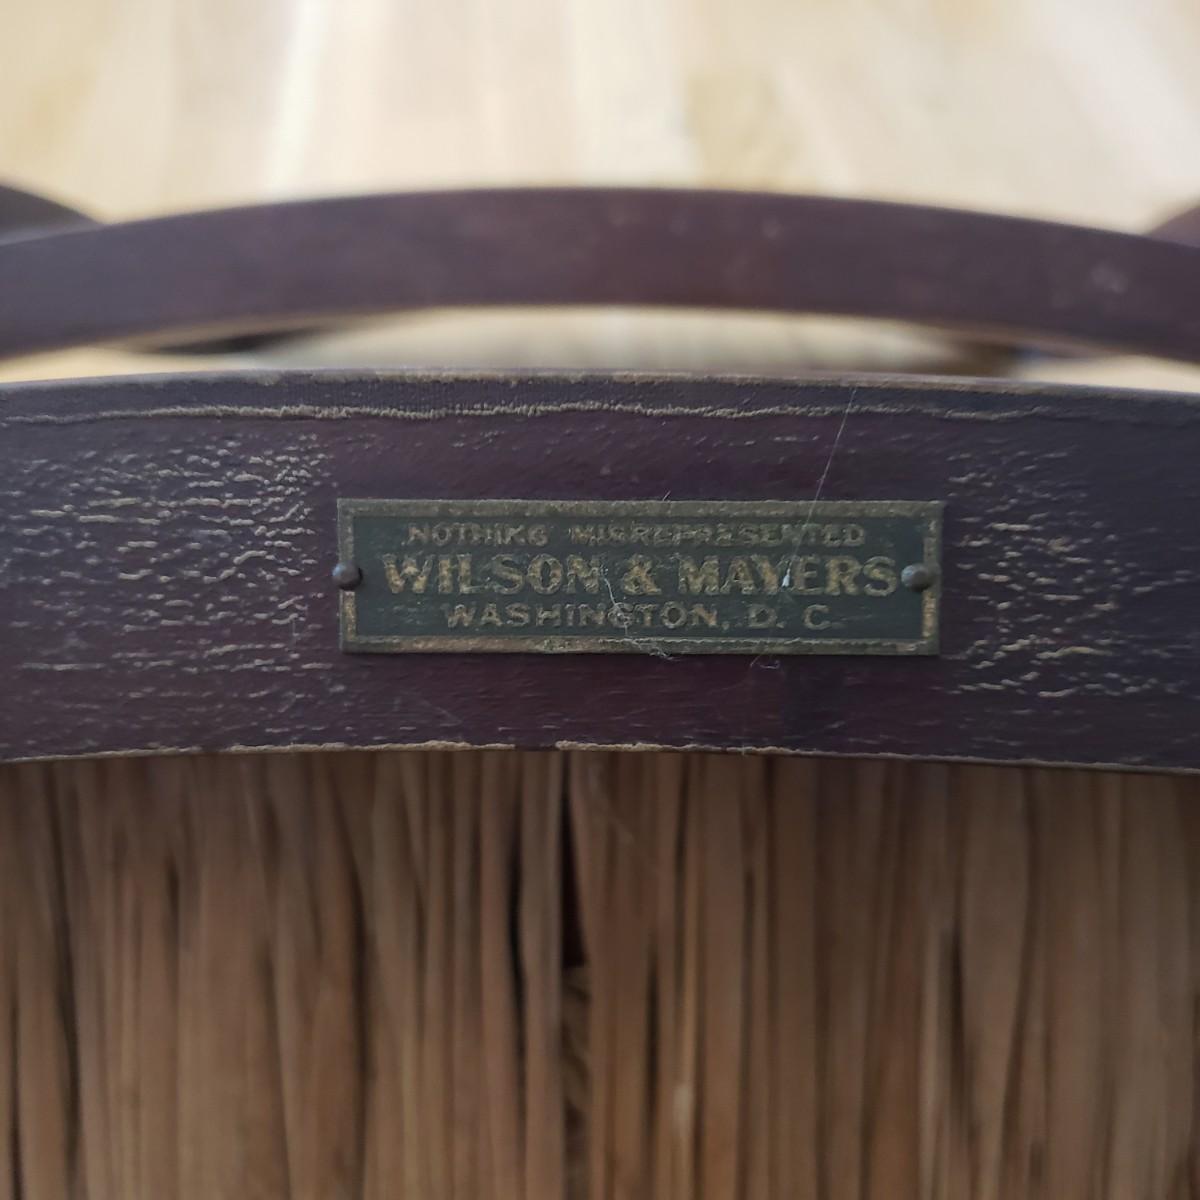 NOTHING MISREPRESENTED
WILSON & MAYERS
WASHINGTON, D. C.